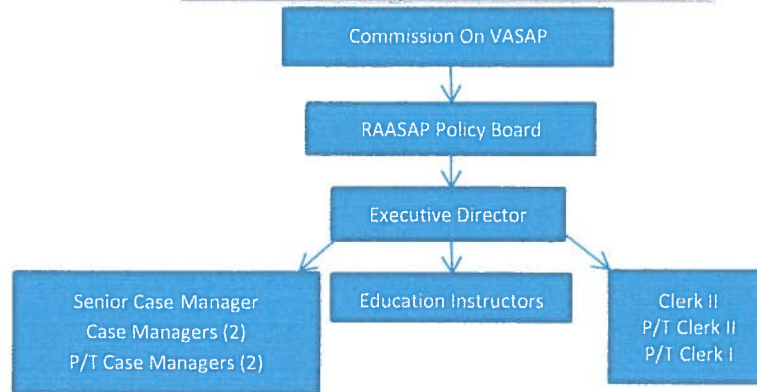 Commission On VASAP
RAASAP Policy Board
Executive Director
Senior Case Manager
Case Managers (2)
P/T Case Managers (2)
Education Instructors
Clerk II
P/T Clerk II
P/T Clerk I